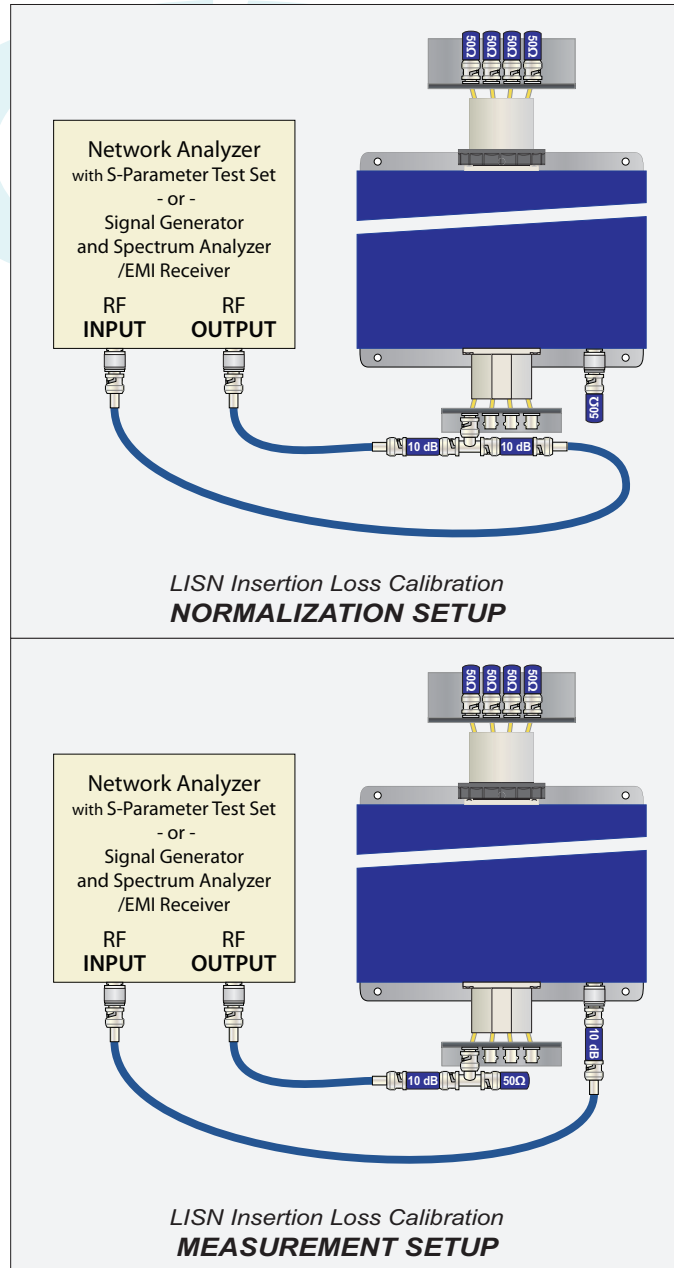 50Ω 50Ω 50Ω 50Ω
Network Analyzer
with S-Parameter Test Set
- or -
Signal Generator
and Spectrum Analyzer
/EMI Receiver
RF RF
INPUT OUTPUT
50Ω
10 dB 10 dB
LISN Insertion Loss Calibration
NORMALIZATION SETUP
50Ω 50Ω 50Ω 50Ω
Network Analyzer
with S-Parameter Test Set
- or -
Signal Generator
and Spectrum Analyzer
/EMI Receiver
RF RF
INPUT OUTPUT
10 dB
10 dB 50Ω
LISN Insertion Loss Calibration
MEASUREMENT SETUP